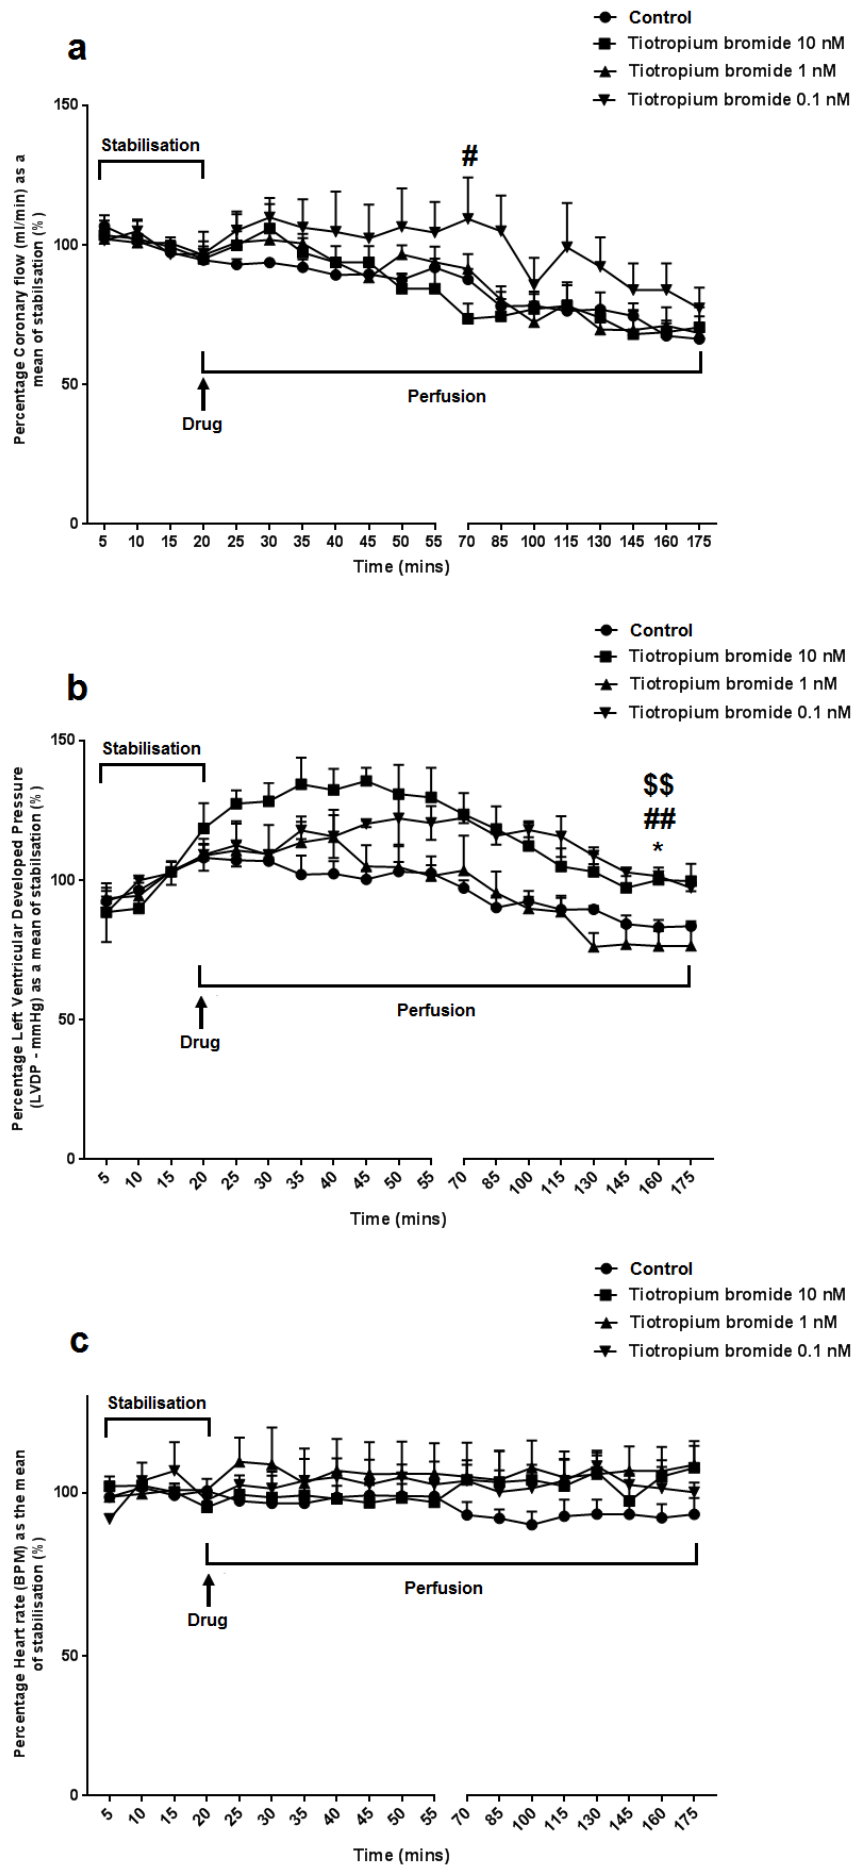 a
Control
Tiotropium bromide 10 nM
Tiotropium bromide 1 nM
Tiotropium bromide 0.1 nM
Percentage Coronary flow (ml/min) as a
mean of stabilisation (%)
150
100
50
0
Stabilisation
#
Perfusion
Drug
5 10 15 20 25 30 35 40 45 50 55 70 85 100 115 130 145 160 175
Time (mins)
b
Control
Tiotropium bromide 10 nM
Tiotropium bromide 1 nM
Tiotropium bromide 0.1 nM
Percentage Left Ventricular Developed Pressure
(LVDP - mmHg) as a mean of stabilisation (%)
150
100
50
0
Stabilisation
$$
##
*
Perfusion
Drug
5 10 15 20 25 30 35 40 45 50 55 70 85 100 115 130 145 160 175
Time (mins)
c
Control
Tiotropium bromide 10 nM
Tiotropium bromide 1 nM
Tiotropium bromide 0.1 nM
Percentage Heart rate (BPM) as the mean
of stabilisation (%)
100
50
0
Stabilisation
Perfusion
Drug
5 10 15 20 25 30 35 40 45 50 55 70 85 100 115 130 145 160 175
Time (mins)